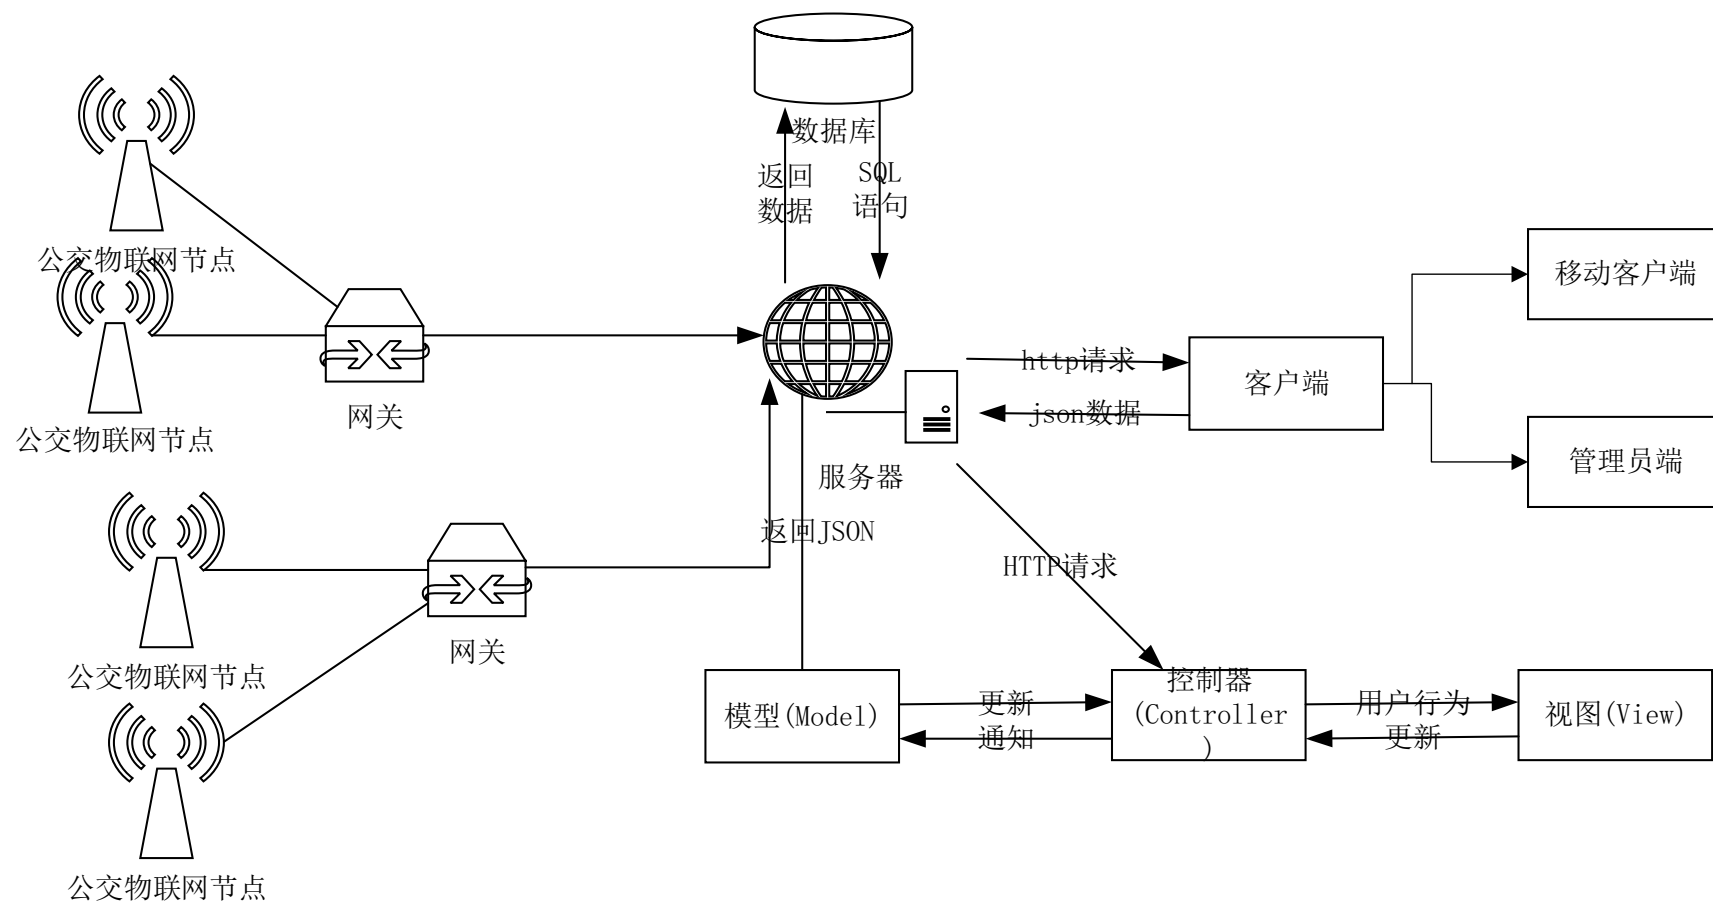 数据库
返回
数据
SQL
语句
公交物联网节点
移动客户端
http请求
客户端
json数据
网关
公交物联网节点
管理员端
服务器
返回JSON
HTTP请求
网关
公交物联网节点
模型(Model)
更新
通知
控制器
(Controller
)
用户行为
更新
视图(View)
公交物联网节点